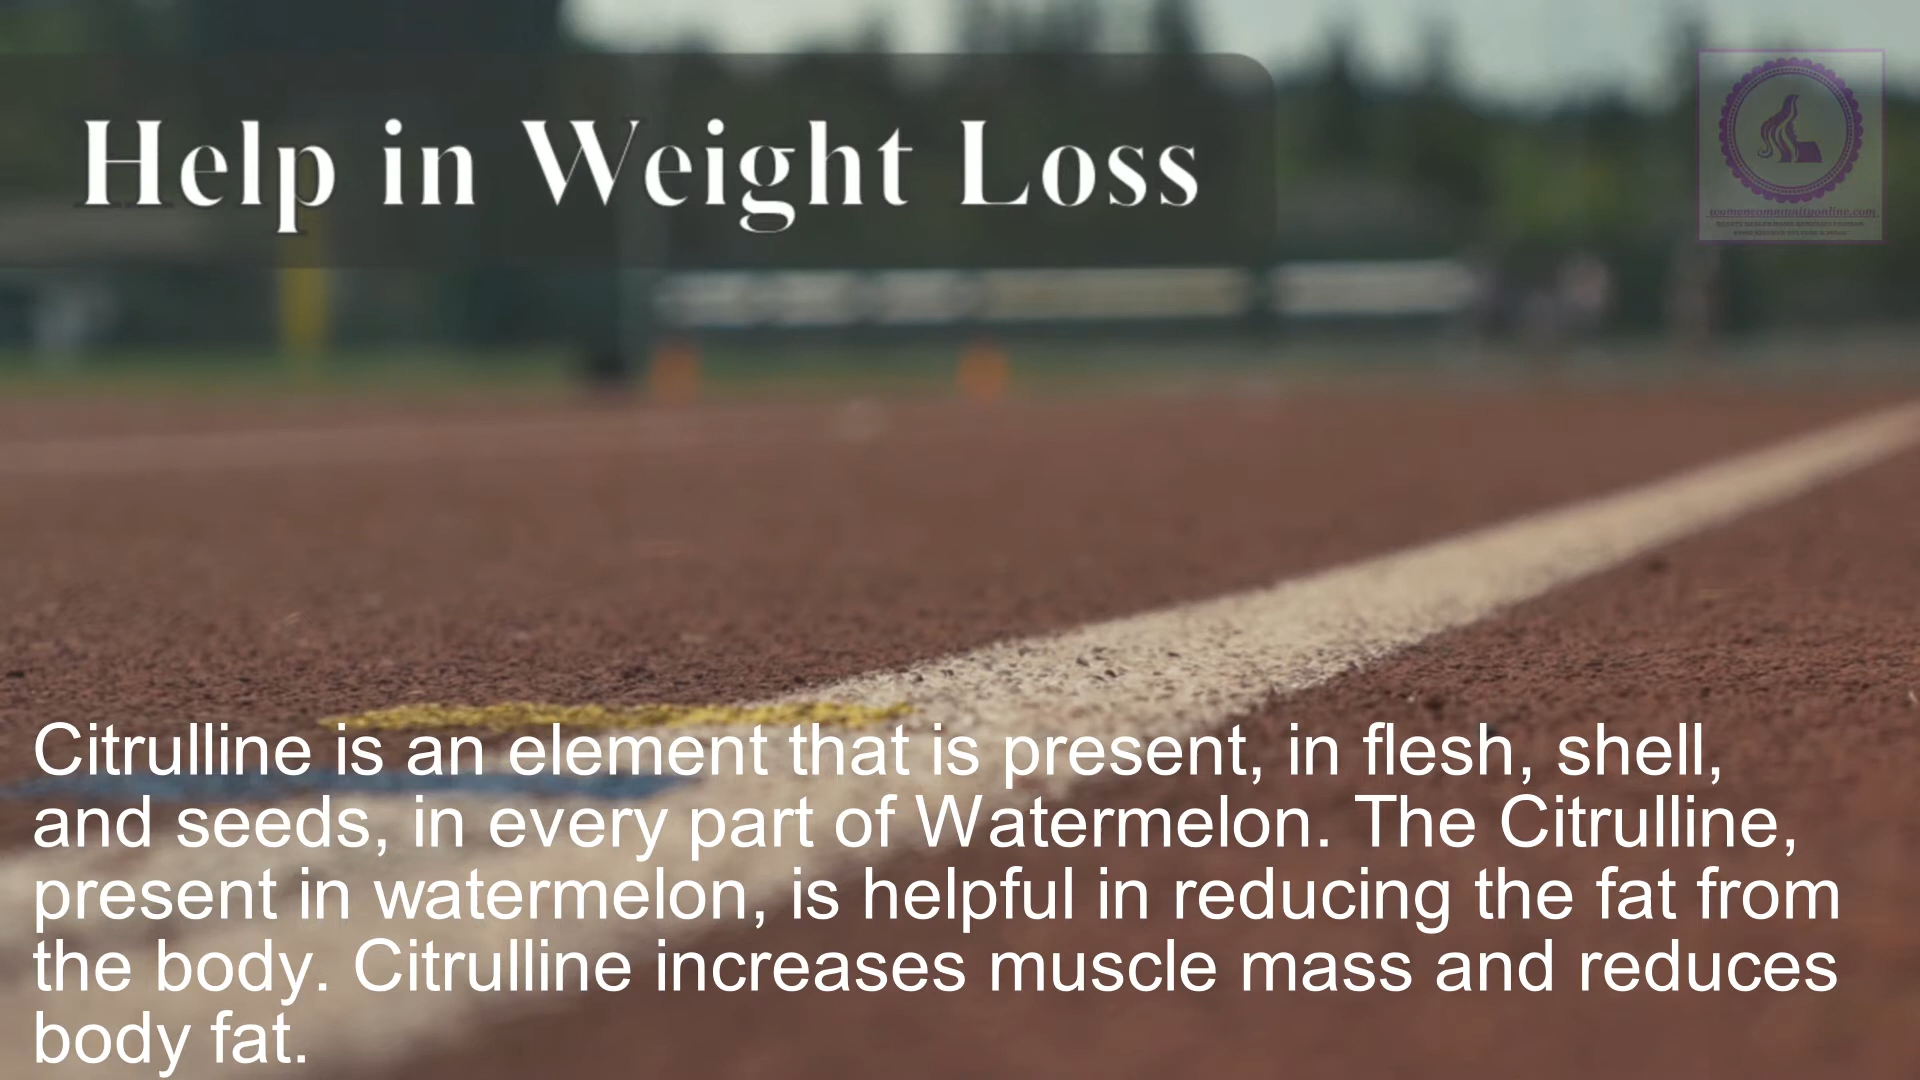 Help in Weight Loss
womencommunityonline.com
Citrulline is an element that is present, in flesh, shell,
and seeds, in every part of Watermelon. The Citrulline,
present in watermelon, is helpful in reducing the fat from
the body. Citrulline increases muscle mass and reduces
body fat.